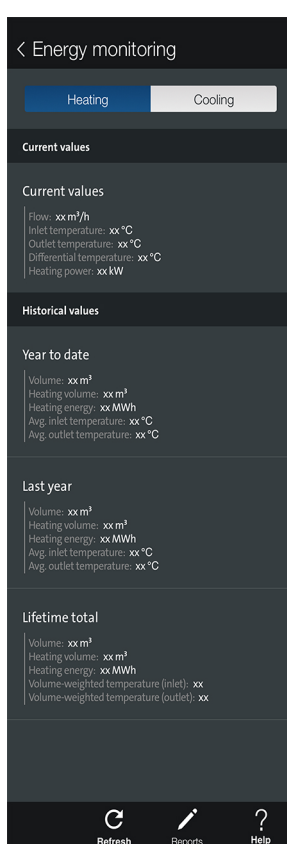 Energy monitoring
Heating
Cooling
Current values
Current values
Flow: xx m³/h
Inlet temperature: xx °C
Outlet temperature: xx °C
Differential temperature: xx °C
Heating power: xx kW
Historical values
Year to date
Volume: xx m³
Heating volume: xx m³
Heating energy: xx MWh
Avg. inlet temperature: xx °C
Avg. outlet temperature: xx °C
Last year
Volume: xx m³
Heating volume: xx m³
Heating energy: xx MWh
Avg. inlet temperature: xx °C
Avg. outlet temperature: xx °C
Lifetime total
Volume: xx m³
Heating volume: xx m³
Heating energy: xx MWh
Volume-weighted temperature (inlet): xx
Volume-weighted temperature (outlet): xx
Refresh
Reports
Help